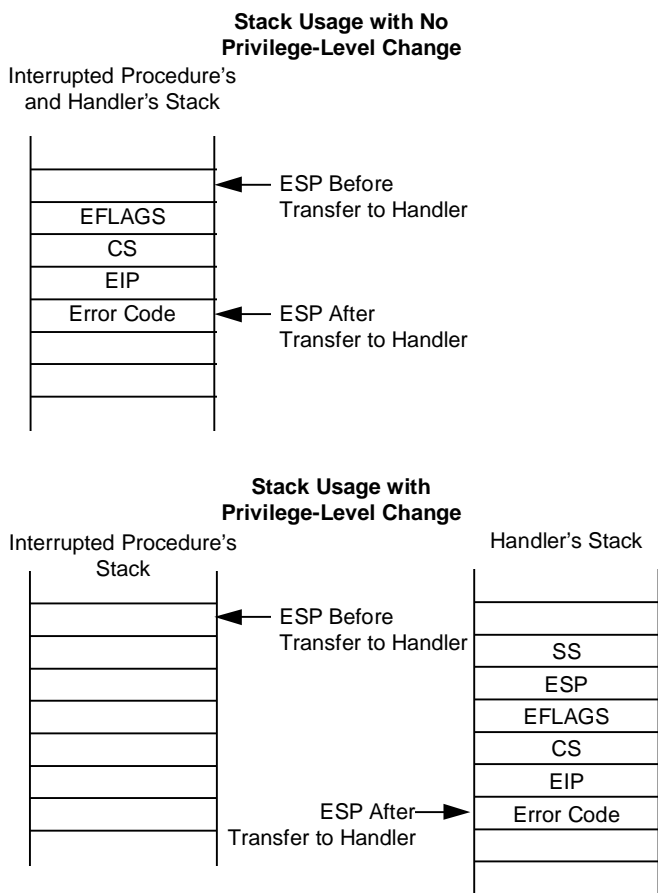 Stack Usage with No
Privilege-Level Change
Interrupted Procedure's
and Handler's Stack
ESP Before
Transfer to Handler
EFLAGS
CS
EIP
Error Code
ESP After
Transfer to Handler
Stack Usage with
Privilege-Level Change
Interrupted Procedure's
Stack
Handler's Stack
ESP Before
Transfer to Handler
SS
ESP
EFLAGS
CS
EIP
ESP After
Transfer to Handler
Error Code